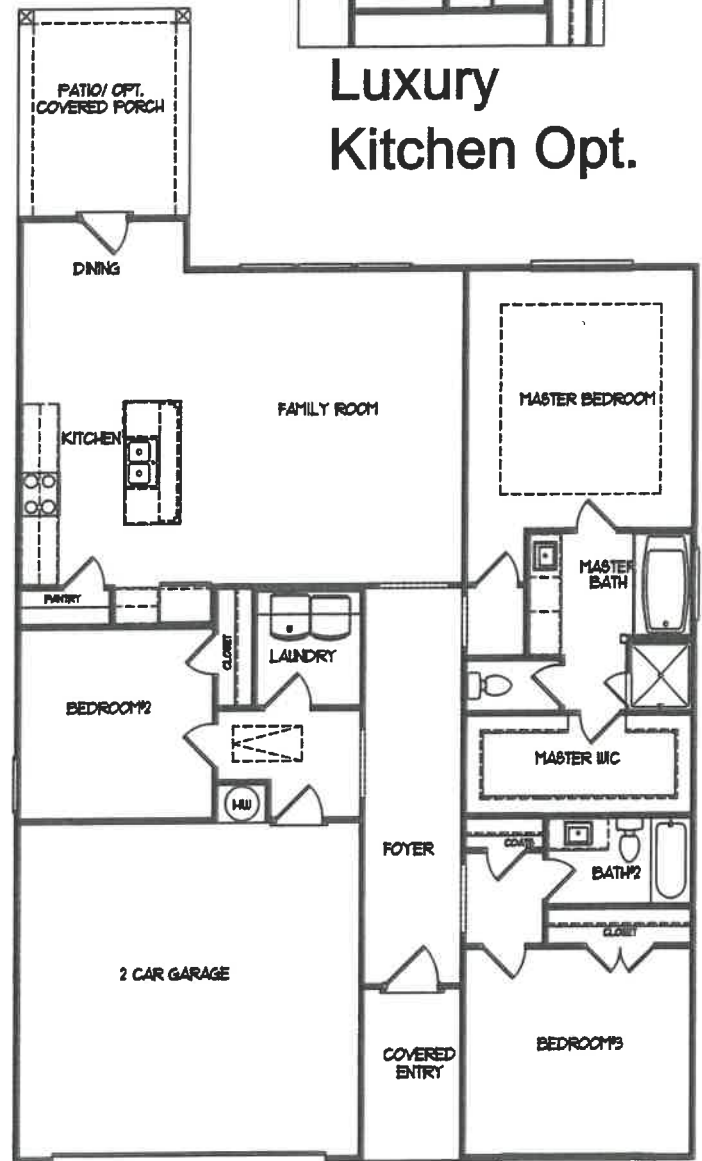 Luxury
Kitchen Opt.
PATIO/ OPT.
COVERED PORCH
DINING
FAMILY ROOM
MASTER BEDROOM
KITCHEN
MASTER
BATH
PANTRY
CLOSET
LAUNDRY
BEDROOM#2
MASTER WIC
HW
FOYER
COATS
BATH#2
CLOSET
2 CAR GARAGE
COVERED
ENTRY
BEDROOM#3